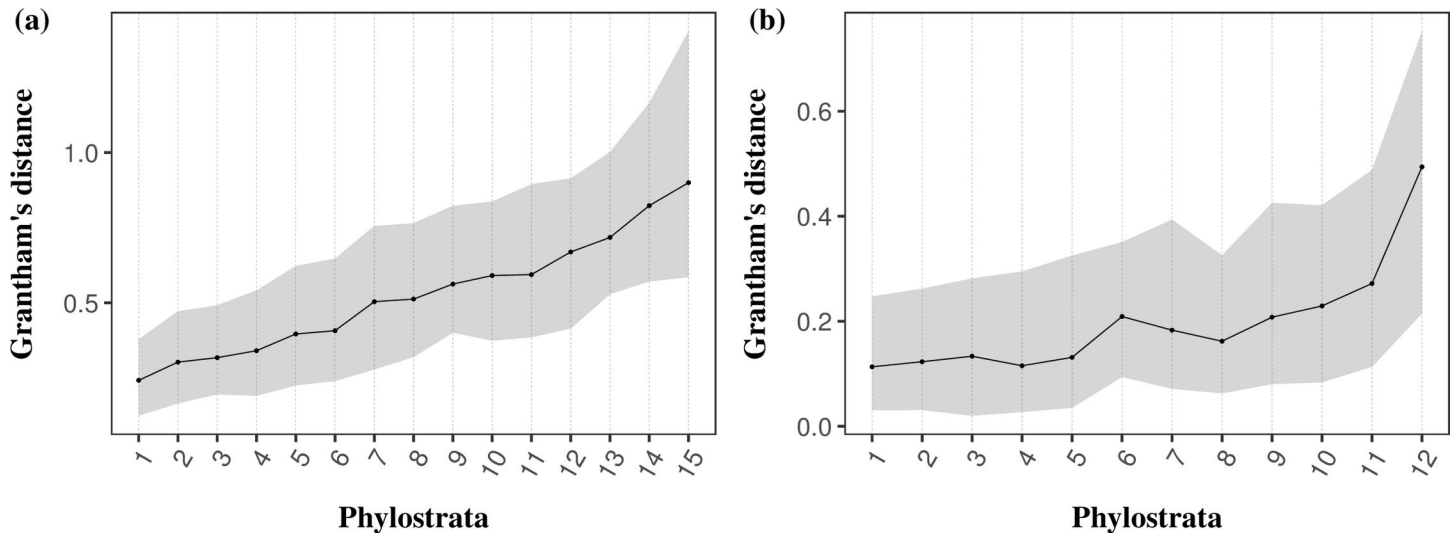 (a)
Grantham's distance
1.0
0.5
1 2 3 4 5 6 7 8 9 10 11 12 13 14 15
Phylostrata
(b)
Grantham's distance
0.6
0.4
0.2
0.0
1 2 3 4 5 6 7 8 9 10 11 12
Phylostrata